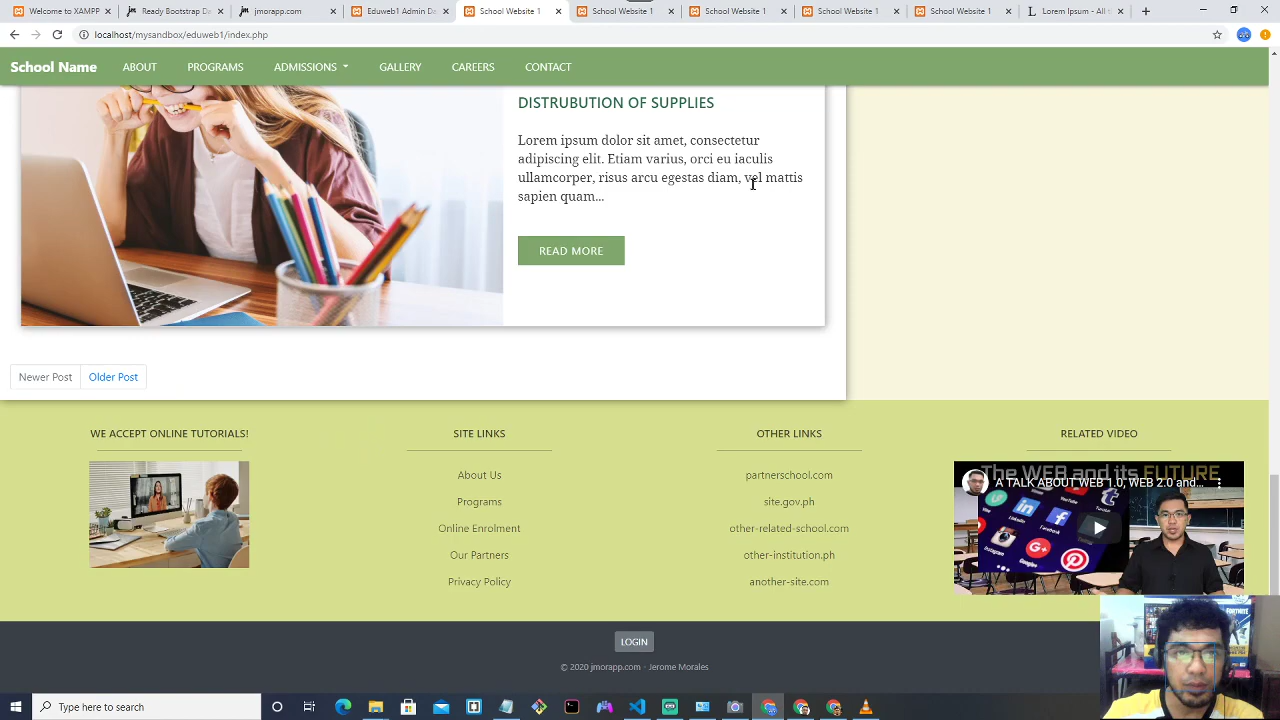 Welcome to XAMPP
Ready Bootstrap Da
jmorapp.com
Eduweb1 Admin Da
School Website 1
School Website 1
School Website 1
School Website 1
School Website 1
Lorem Ipsum - All t
localhost/mysandbox/eduweb1/index.php
School Name
ABOUT
PROGRAMS
ADMISSIONS
GALLERY
CAREERS
CONTACT
DISTRUBUTION OF SUPPLIES
Lorem ipsum dolor sit amet, consectetur
adipiscing elit. Etiam varius, orci eu iaculis
ullamcorper, risus arcu egestas diam, vel mattis
sapien quam...
READ MORE
Newer Post
Older Post
WE ACCEPT ONLINE TUTORIALS!
SITE LINKS
About Us
Programs
Online Enrolment
Our Partners
Privacy Policy
OTHER LINKS
partnerschool.com
site.gov.ph
other-related-school.com
other-institution.ph
another-site.com
RELATED VIDEO
The WEB and its FUTURE
A TALK ABOUT WEB 1.0, WEB 2.0 and...
LOGIN
© 2020 jmorapp.com - Jerome Morales
FORTNITE
Type here to search